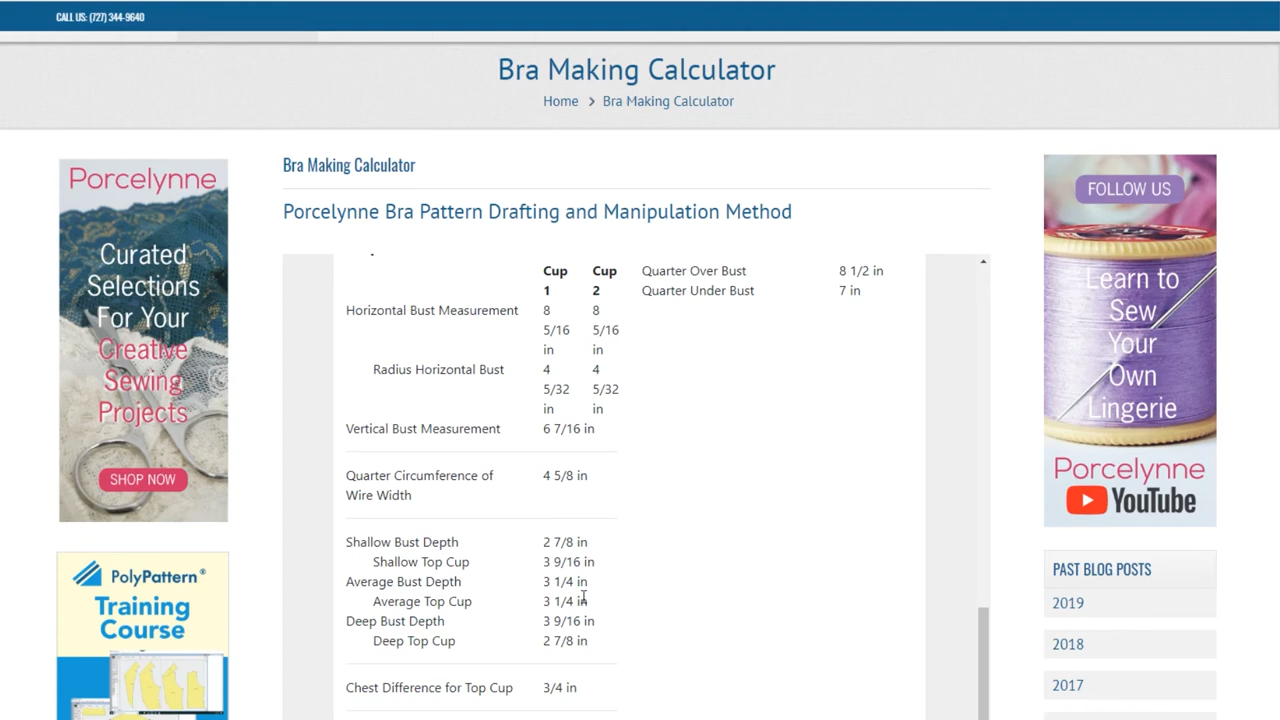 CALL US: (727) 344-9640
Bra Making Calculator
Home > Bra Making Calculator
Porcelynne
Curated
Selections
For Your
Creative
Sewing
Projects
SHOP NOW
PolyPattern®
Training
Course
Bra Making Calculator
Porcelynne Bra Pattern Drafting and Manipulation Method
Cup 1 Cup 2
Quarter Over Bust 8 1/2 in
Quarter Under Bust 7 in
Horizontal Bust Measurement 8 5/16 in 8 5/16 in
Radius Horizontal Bust 4 5/32 in 4 5/32 in
Vertical Bust Measurement 6 7/16 in
Quarter Circumference of 4 5/8 in
Wire Width
Shallow Bust Depth 2 7/8 in
Shallow Top Cup 3 9/16 in
Average Bust Depth 3 1/4 in
Average Top Cup 3 1/4 in
Deep Bust Depth 3 9/16 in
Deep Top Cup 2 7/8 in
Chest Difference for Top Cup 3/4 in
FOLLOW US
Learn to
Sew
Your
Own
Lingerie
Porcelynne
YouTube
PAST BLOG POSTS
2019
2018
2017